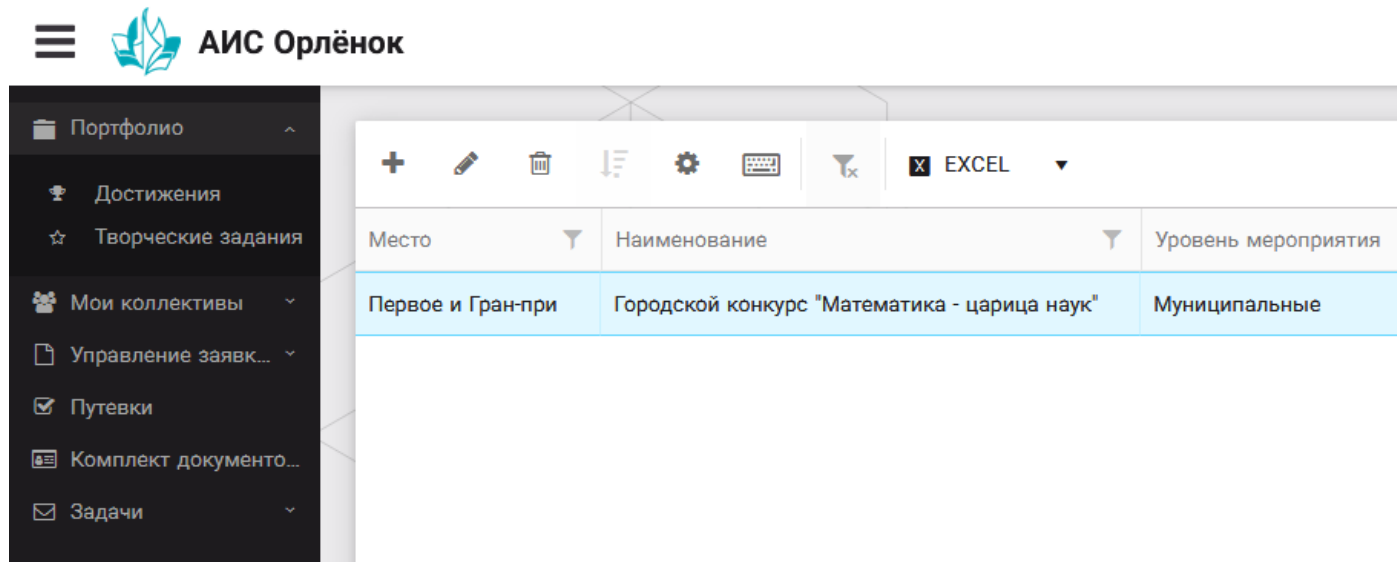 АИС Орлёнок
Портфолио
Достижения
Творческие задания
Мои коллективы
Управление заявк...
Путевки
Комплект документо...
Задачи
X EXCEL
Место Наименование Уровень мероприятия
Первое и Гран-при Городской конкурс "Математика - царица наук" Муниципальные